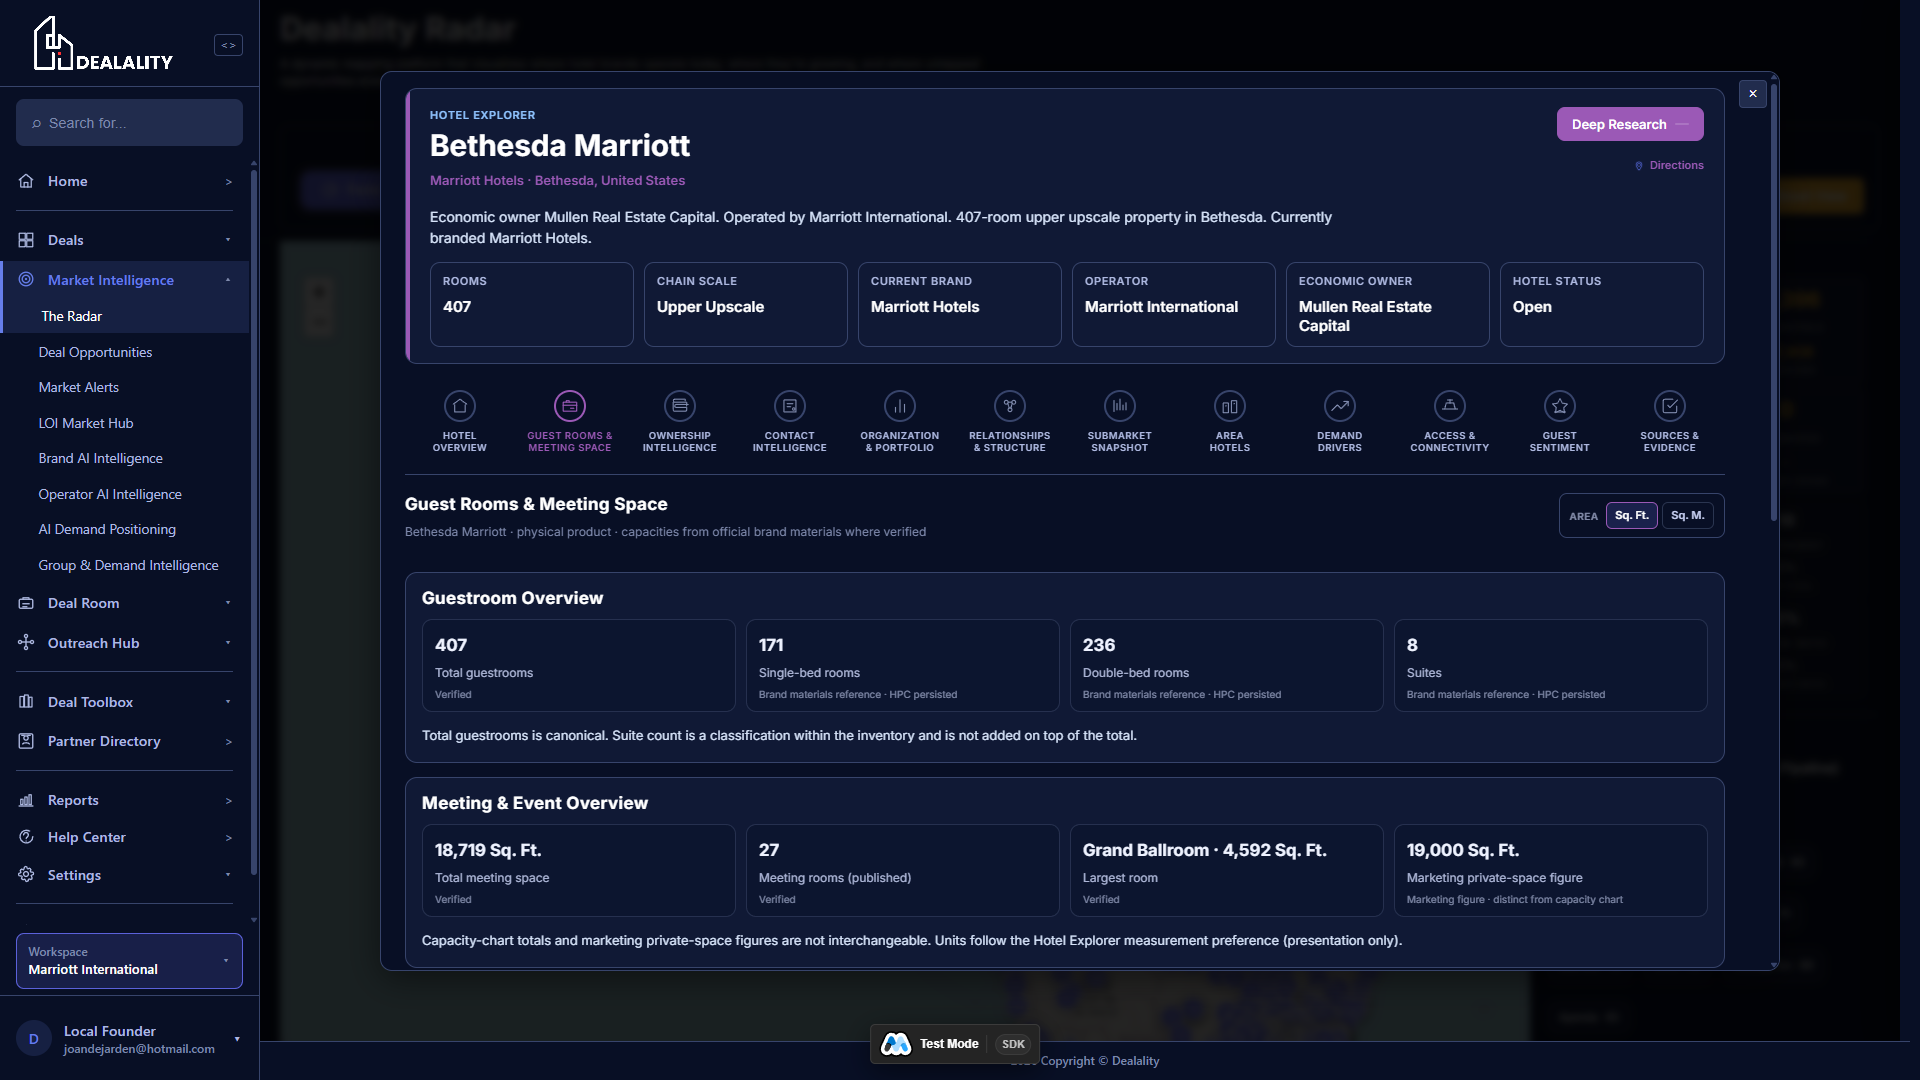 DEALALITY
<>
Search for...
Home
Deals
Market Intelligence
The Radar
Deal Opportunities
Market Alerts
LOI Market Hub
Brand AI Intelligence
Operator AI Intelligence
AI Demand Positioning
Group & Demand Intelligence
Deal Room
Outreach Hub
Deal Toolbox
Partner Directory
Reports
Help Center
Settings
Workspace
Marriott International
D
Local Founder
joandejarden@hotmail.com
Dealality Radar
HOTEL EXPLORER
Bethesda Marriott
Marriott Hotels · Bethesda, United States
Deep Research
Directions
Economic owner Mullen Real Estate Capital. Operated by Marriott International. 407-room upper upscale property in Bethesda. Currently
branded Marriott Hotels.
ROOMS
407
CHAIN SCALE
Upper Upscale
CURRENT BRAND
Marriott Hotels
OPERATOR
Marriott International
ECONOMIC OWNER
Mullen Real Estate
Capital
HOTEL STATUS
Open
HOTEL
OVERVIEW
GUEST ROOMS &
MEETING SPACE
OWNERSHIP
INTELLIGENCE
CONTACT
INTELLIGENCE
ORGANIZATION
& PORTFOLIO
RELATIONSHIPS
& STRUCTURE
SUBMARKET
SNAPSHOT
AREA
HOTELS
DEMAND
DRIVERS
ACCESS &
CONNECTIVITY
GUEST
SENTIMENT
SOURCES &
EVIDENCE
Guest Rooms & Meeting Space
Bethesda Marriott · physical product · capacities from official brand materials where verified
AREA Sq. Ft. Sq. M.
Guestroom Overview
407
Total guestrooms
Verified
171
Single-bed rooms
Brand materials reference · HPC persisted
236
Double-bed rooms
Brand materials reference · HPC persisted
8
Suites
Brand materials reference · HPC persisted
Total guestrooms is canonical. Suite count is a classification within the inventory and is not added on top of the total.
Meeting & Event Overview
18,719 Sq. Ft.
Total meeting space
Verified
27
Meeting rooms (published)
Verified
Grand Ballroom · 4,592 Sq. Ft.
Largest room
Verified
19,000 Sq. Ft.
Marketing private-space figure
Marketing figure · distinct from capacity chart
Capacity-chart totals and marketing private-space figures are not interchangeable. Units follow the Hotel Explorer measurement preference (presentation only).
Test Mode SDK
Copyright © Dealality